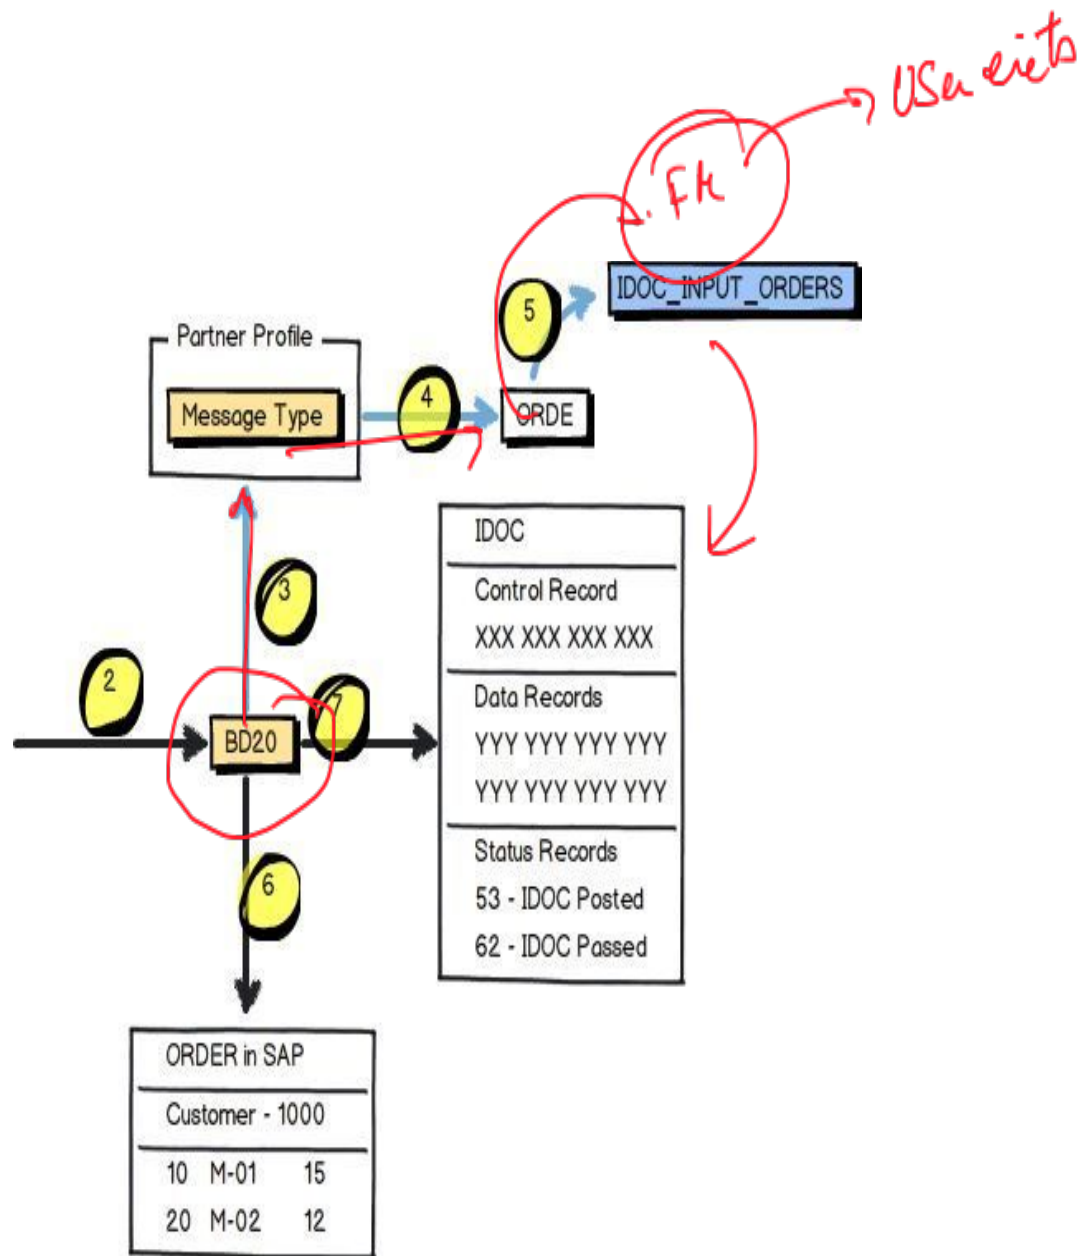 USer exits
FM
IDOC_INPUT_ORDERS
5
Partner Profile
Message Type
4
ORDE
3
2
BD20
7
6
IDOC
Control Record
XXX XXX XXX XXX
Data Records
YYY YYY YYY YYY
YYY YYY YYY YYY
Status Records
53 - IDOC Posted
62 - IDOC Passed
ORDER in SAP
Customer - 1000
10 M-01 15
20 M-02 12